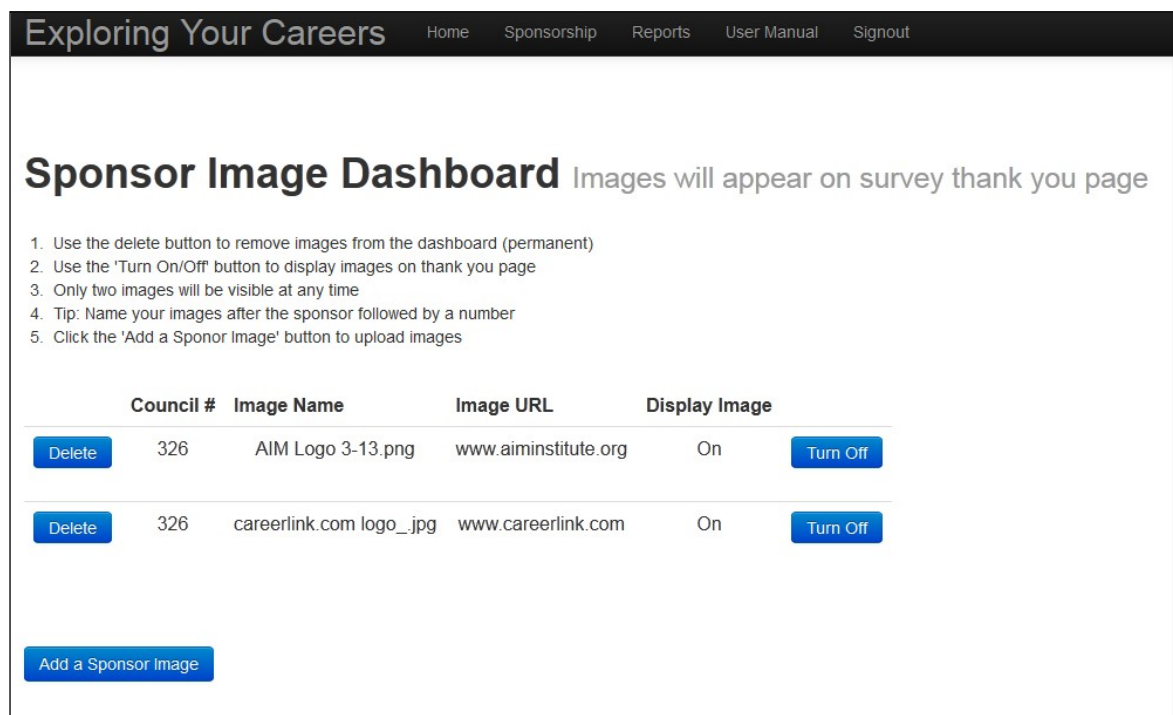 Exploring Your Careers Home Sponsorship Reports User Manual Signout
Sponsor Image Dashboard Images will appear on survey thank you page
1. Use the delete button to remove images from the dashboard (permanent)
2. Use the 'Turn On/Off' button to display images on thank you page
3. Only two images will be visible at any time
4. Tip: Name your images after the sponsor followed by a number
5. Click the 'Add a Sponor Image' button to upload images
Council # Image Name Image URL Display Image
Delete 326 AIM Logo 3-13.png www.aiminstitute.org On Turn Off
Delete 326 careerlink.com logo_.jpg www.careerlink.com On Turn Off
Add a Sponsor Image